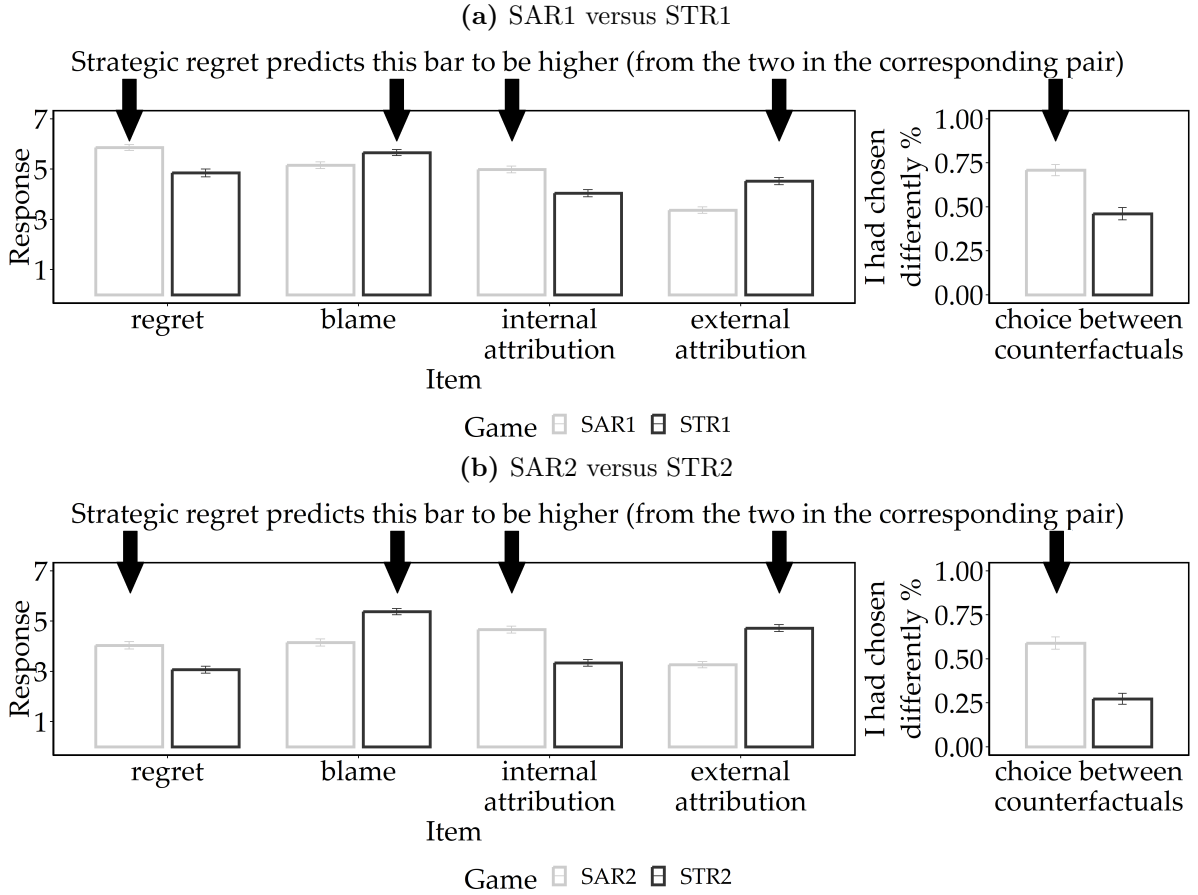 (a) SAR1 versus STR1
Strategic regret predicts this bar to be higher (from the two in the corresponding pair)
Response
7
5
3
1
regret
blame
internal
attribution
external
attribution
Item
I had chosen
differently %
1.00
0.75
0.50
0.25
0.00
choice between
counterfactuals
Game SAR1 STR1
(b) SAR2 versus STR2
Strategic regret predicts this bar to be higher (from the two in the corresponding pair)
Response
7
5
3
1
regret
blame
internal
attribution
external
attribution
Item
I had chosen
differently %
1.00
0.75
0.50
0.25
0.00
choice between
counterfactuals
Game SAR2 STR2